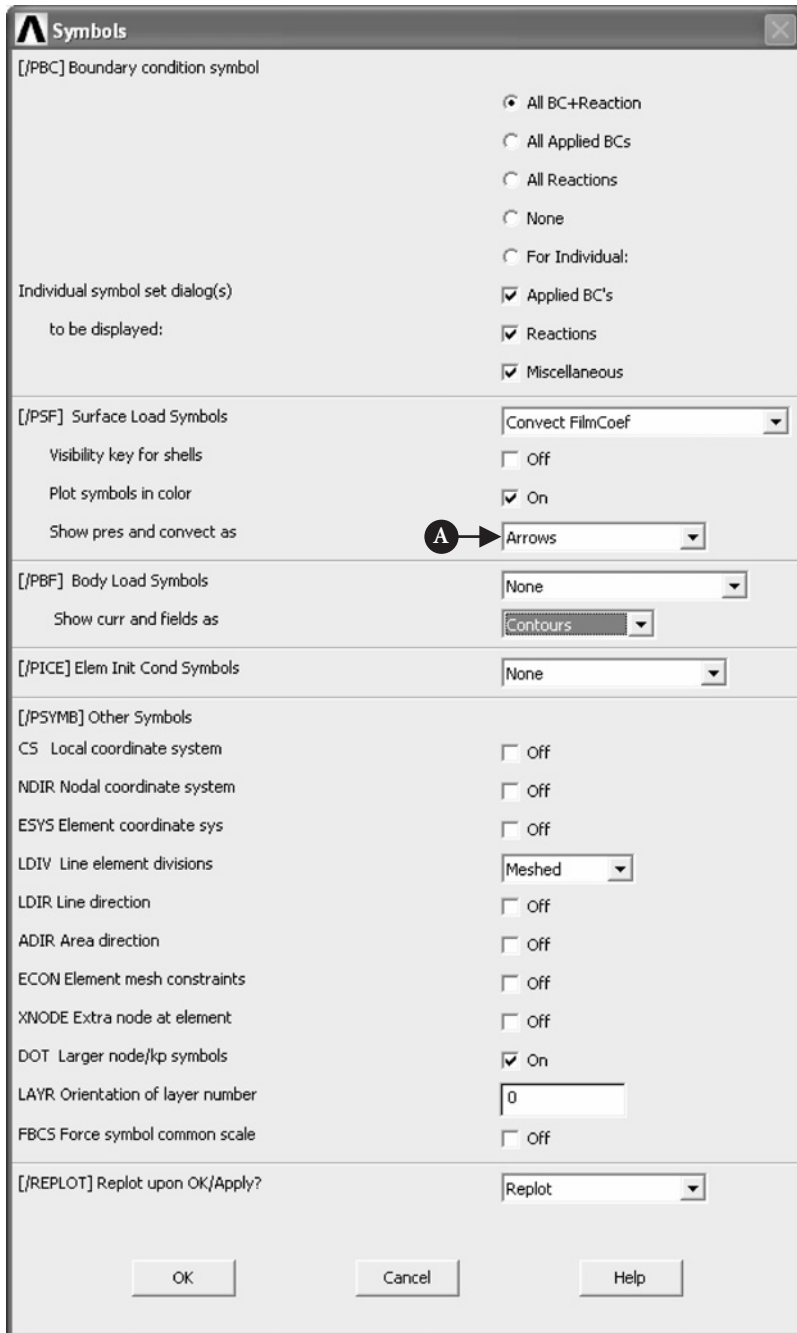 Symbols
[/PBC] Boundary condition symbol
All BC+Reaction
All Applied BCs
All Reactions
None
For Individual:
Individual symbol set dialog(s)
Applied BC's
to be displayed:
Reactions
Miscellaneous
[/PSF] Surface Load Symbols
Convect FilmCoef
Visibility key for shells
Off
Plot symbols in color
On
Show pres and convect as
A
Arrows
[/PBF] Body Load Symbols
None
Show curr and fields as
Contours
[/PICE] Elem Init Cond Symbols
None
[/PSYMB] Other Symbols
CS Local coordinate system
Off
NDIR Nodal coordinate system
Off
ESYS Element coordinate sys
Off
LDIV Line element divisions
Meshed
LDIR Line direction
Off
ADIR Area direction
Off
ECON Element mesh constraints
Off
XNODE Extra node at element
Off
DOT Larger node/kp symbols
On
LAYR Orientation of layer number
0
FBCS Force symbol common scale
Off
[/REPLOT] Replot upon OK/Apply?
Replot
OK
Cancel
Help